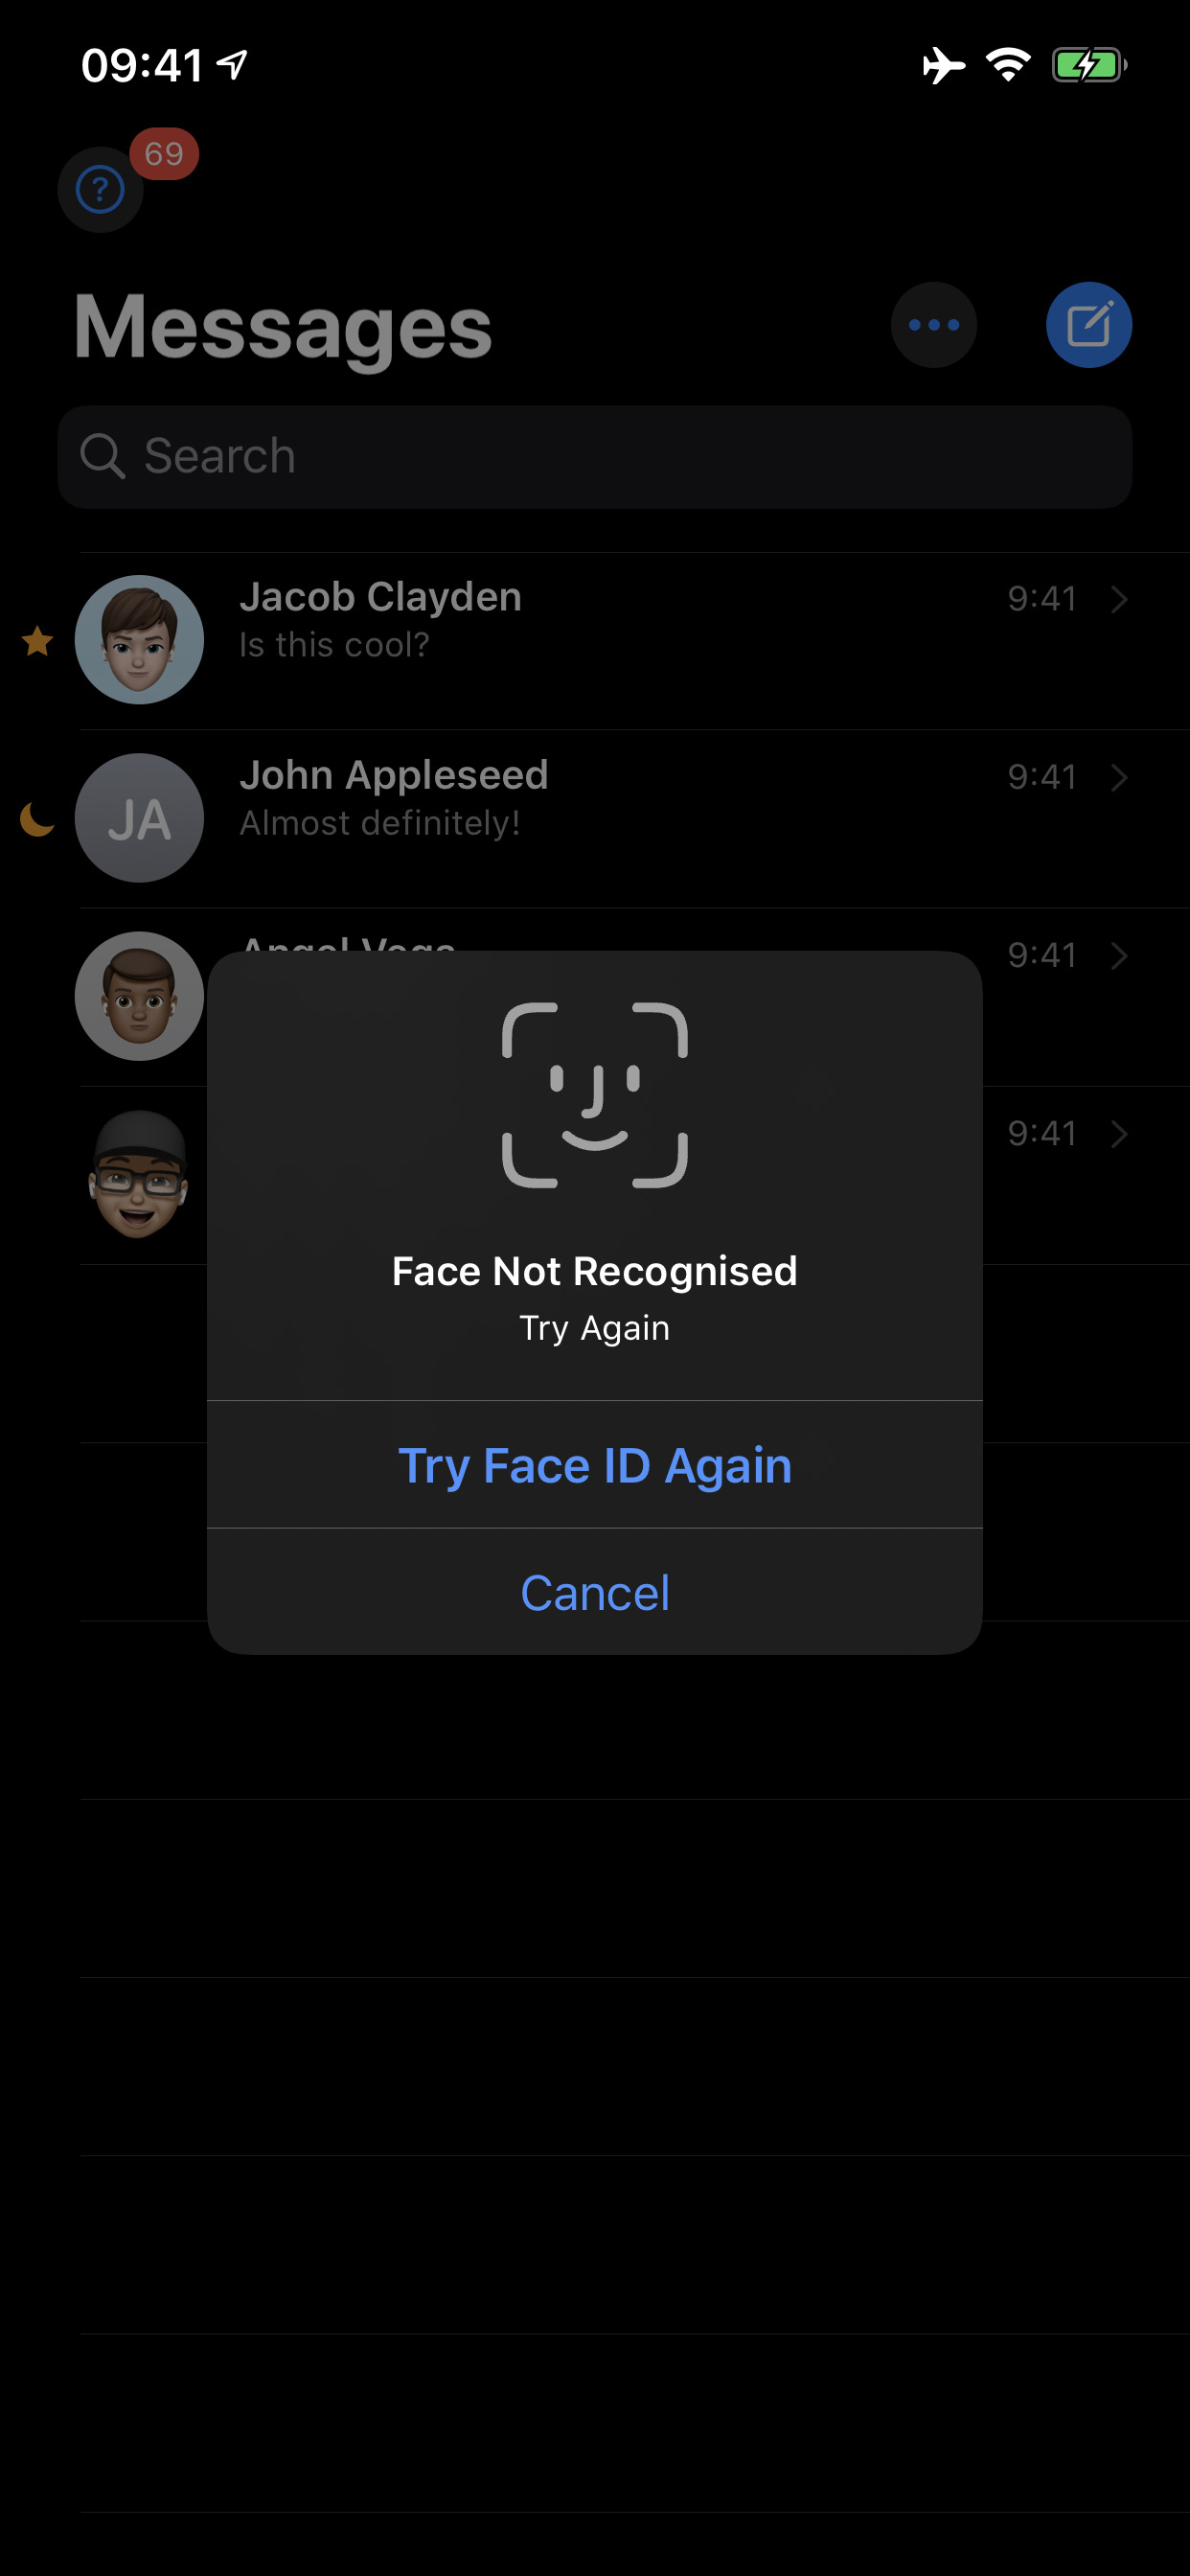 09:41
69
?
Messages
Search
Jacob Clayden
9:41
Is this cool?
JA
John Appleseed
9:41
Almost definitely!
Angel Vega
9:41
9:41
Face Not Recognised
Try Again
Try Face ID Again
Cancel